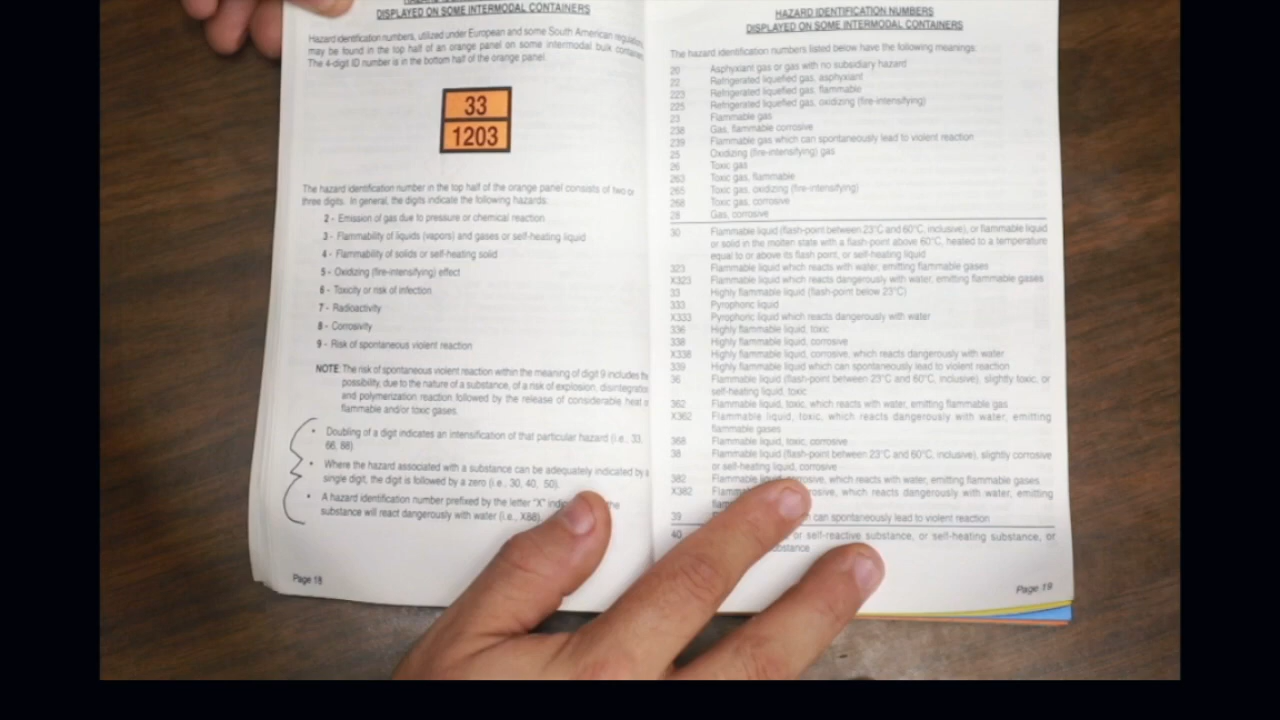 DISPLAYED ON SOME INTERMODAL CONTAINERS
Hazard identification numbers, utilized under European and some South American regulations
may be found in the top half of an orange panel on some intermodal bulk containers
The 4-digit ID number is in the bottom half of the orange panel.
33
1203
The hazard identification number in the top half of the orange panel consists of two or
three digits. In general, the digits indicate the following hazards:
2 - Emission of gas due to pressure or chemical reaction
3 - Flammability of liquids (vapors) and gases or self-heating liquid
4 - Flammability of solids or self-heating solid
5 - Oxidizing (fire-intensifying) effect
6 - Toxicity or risk of infection
7 - Radioactivity
8 - Corrosivity
9 - Risk of spontaneous violent reaction
NOTE: The risk of spontaneous violent reaction within the meaning of digit 9 includes the
possibility, due to the nature of a substance, of a risk of explosion, disintegration
and polymerization reaction followed by the release of considerable heat
flammable and/or toxic gases.
• Doubling of a digit indicates an intensification of that particular hazard (i.e., 33,
66, 88).
• Where the hazard associated with a substance can be adequately indicated by a
single digit, the digit is followed by a zero (i.e., 30, 40, 50).
• A hazard identification number prefixed by the letter "X"
substance will react dangerously with water (i.e., X88).
Page 18
HAZARD IDENTIFICATION NUMBERS
DISPLAYED ON SOME INTERMODAL CONTAINERS
The hazard identification numbers listed below have the following meanings:
20 Asphyxiant gas or gas with no subsidiary hazard
22 Refrigerated liquefied gas, asphyxiant
223 Refrigerated liquefied gas, flammable
225 Refrigerated liquefied gas, oxidizing (fire-intensifying)
23 Flammable gas
238 Gas, flammable corrosive
239 Flammable gas which can spontaneously lead to violent reaction
25 Oxidizing (fire-intensifying) gas
26 Toxic gas
263 Toxic gas, flammable
265 Toxic gas, oxidizing (fire-intensifying)
268 Toxic gas, corrosive
28 Gas, corrosive
30 Flammable liquid (flash-point between 23°C and 60°C, inclusive), or flammable liquid
or solid in the molten state with a flash-point above 60°C, heated to a temperature
equal to or above its flash point, or self-heating liquid
323 Flammable liquid which reacts with water, emitting flammable gases
X323 Flammable liquid which reacts dangerously with water, emitting flammable gases
33 Highly flammable liquid (flash-point below 23°C)
333 Pyrophoric liquid
X333 Pyrophoric liquid which reacts dangerously with water
336 Highly flammable liquid, toxic
338 Highly flammable liquid, corrosive
X338 Highly flammable liquid, corrosive, which reacts dangerously with water
339 Highly flammable liquid which can spontaneously lead to violent reaction
36 Flammable liquid (flash-point between 23°C and 60°C, inclusive), slightly toxic, or
self-heating liquid, toxic
362 Flammable liquid, toxic, which reacts with water, emitting flammable gas
X362 Flammable liquid, toxic, which reacts dangerously with water, emitting
flammable gases
368 Flammable liquid, toxic, corrosive
38 Flammable liquid (flash-point between 23°C and 60°C, inclusive), slightly corrosive
or self-heating liquid, corrosive
382 Flammable liquid, corrosive, which reacts with water, emitting flammable gases
X382 which reacts dangerously with water, emitting
39 can spontaneously lead to violent reaction
40 or self-reactive substance, or self-heating substance, or
Page 19